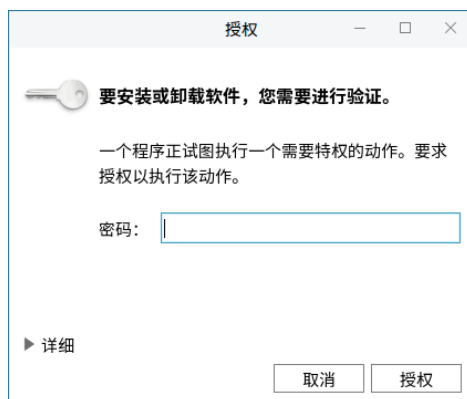 授权
要安装或卸载软件，您需要进行验证。
一个程序正试图执行一个需要特权的动作。要求
授权以执行该动作。
密码：
详细
取消 授权